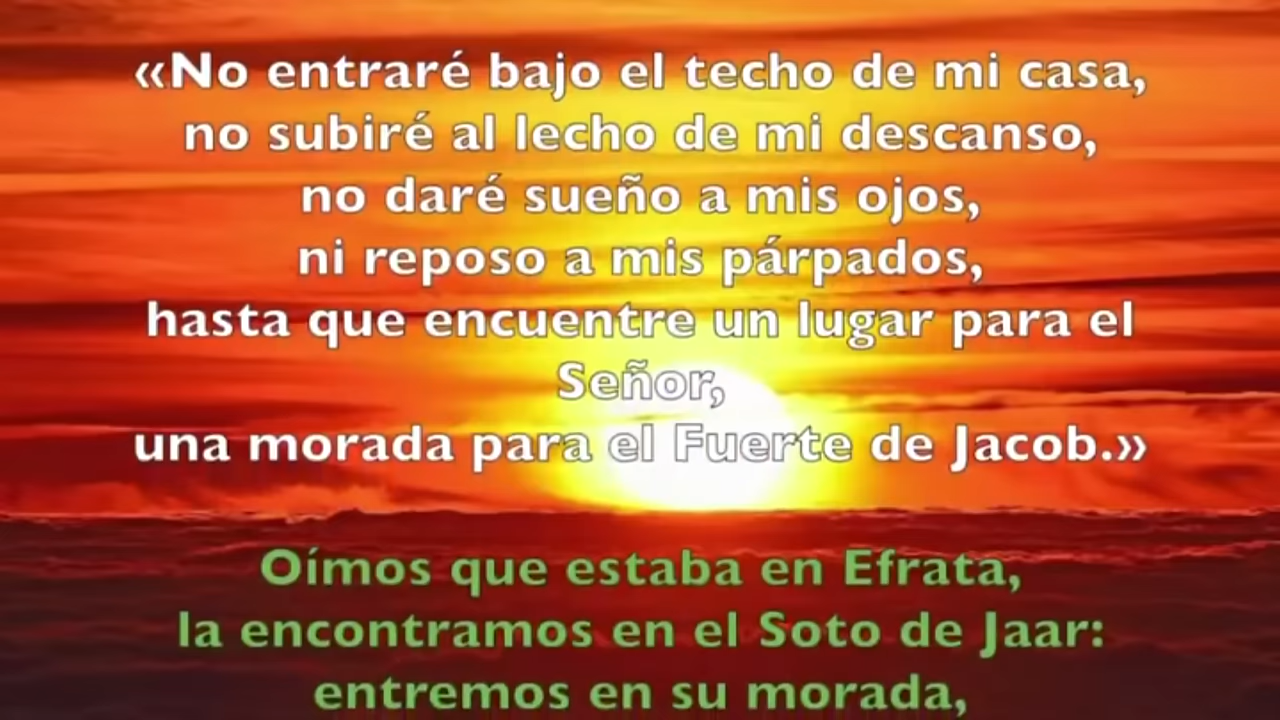 «No entraré bajo el techo de mi casa,
no subiré al lecho de mi descanso,
no daré sueño a mis ojos,
ni reposo a mis párpados,
hasta que encuentre un lugar para el
Señor,
una morada para el Fuerte de Jacob.»
Oímos que estaba en Efrata,
la encontramos en el Soto de Jaar:
entremos en su morada,